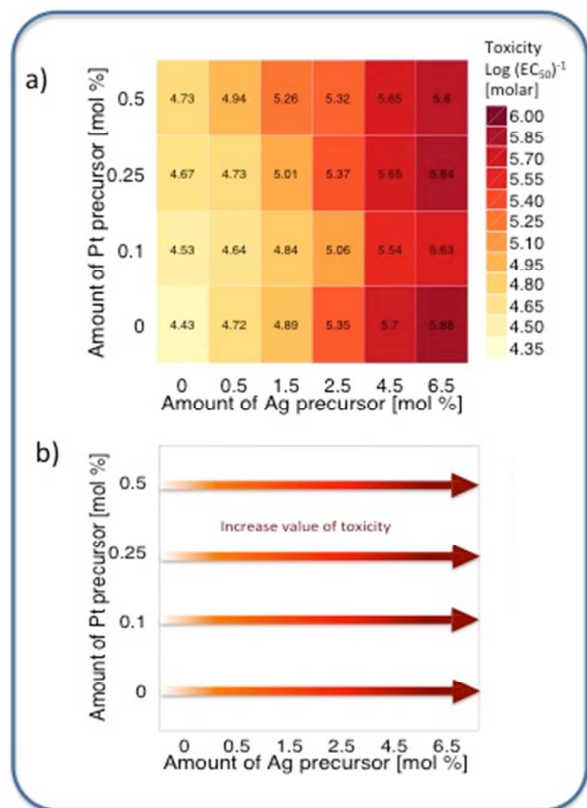 a)
Toxicity
Log (EC50)-1
[molar]
Amount of Pt precursor [mol %]
0.5 4.73 4.94 5.26 5.32 5.65 5.8
0.25 4.67 4.73 5.01 5.37 5.65 5.84
0.1 4.53 4.64 4.84 5.06 5.54 5.63
0 4.43 4.72 4.89 5.35 5.7 5.88
0 0.5 1.5 2.5 4.5 6.5
Amount of Ag precursor [mol %]
6.00
5.85
5.70
5.55
5.40
5.25
5.10
4.95
4.80
4.65
4.50
4.35
b)
Amount of Pt precursor [mol %]
0.5
Increase value of toxicity
0.25
0.1
0
0 0.5 1.5 2.5 4.5 6.5
Amount of Ag precursor [mol %]